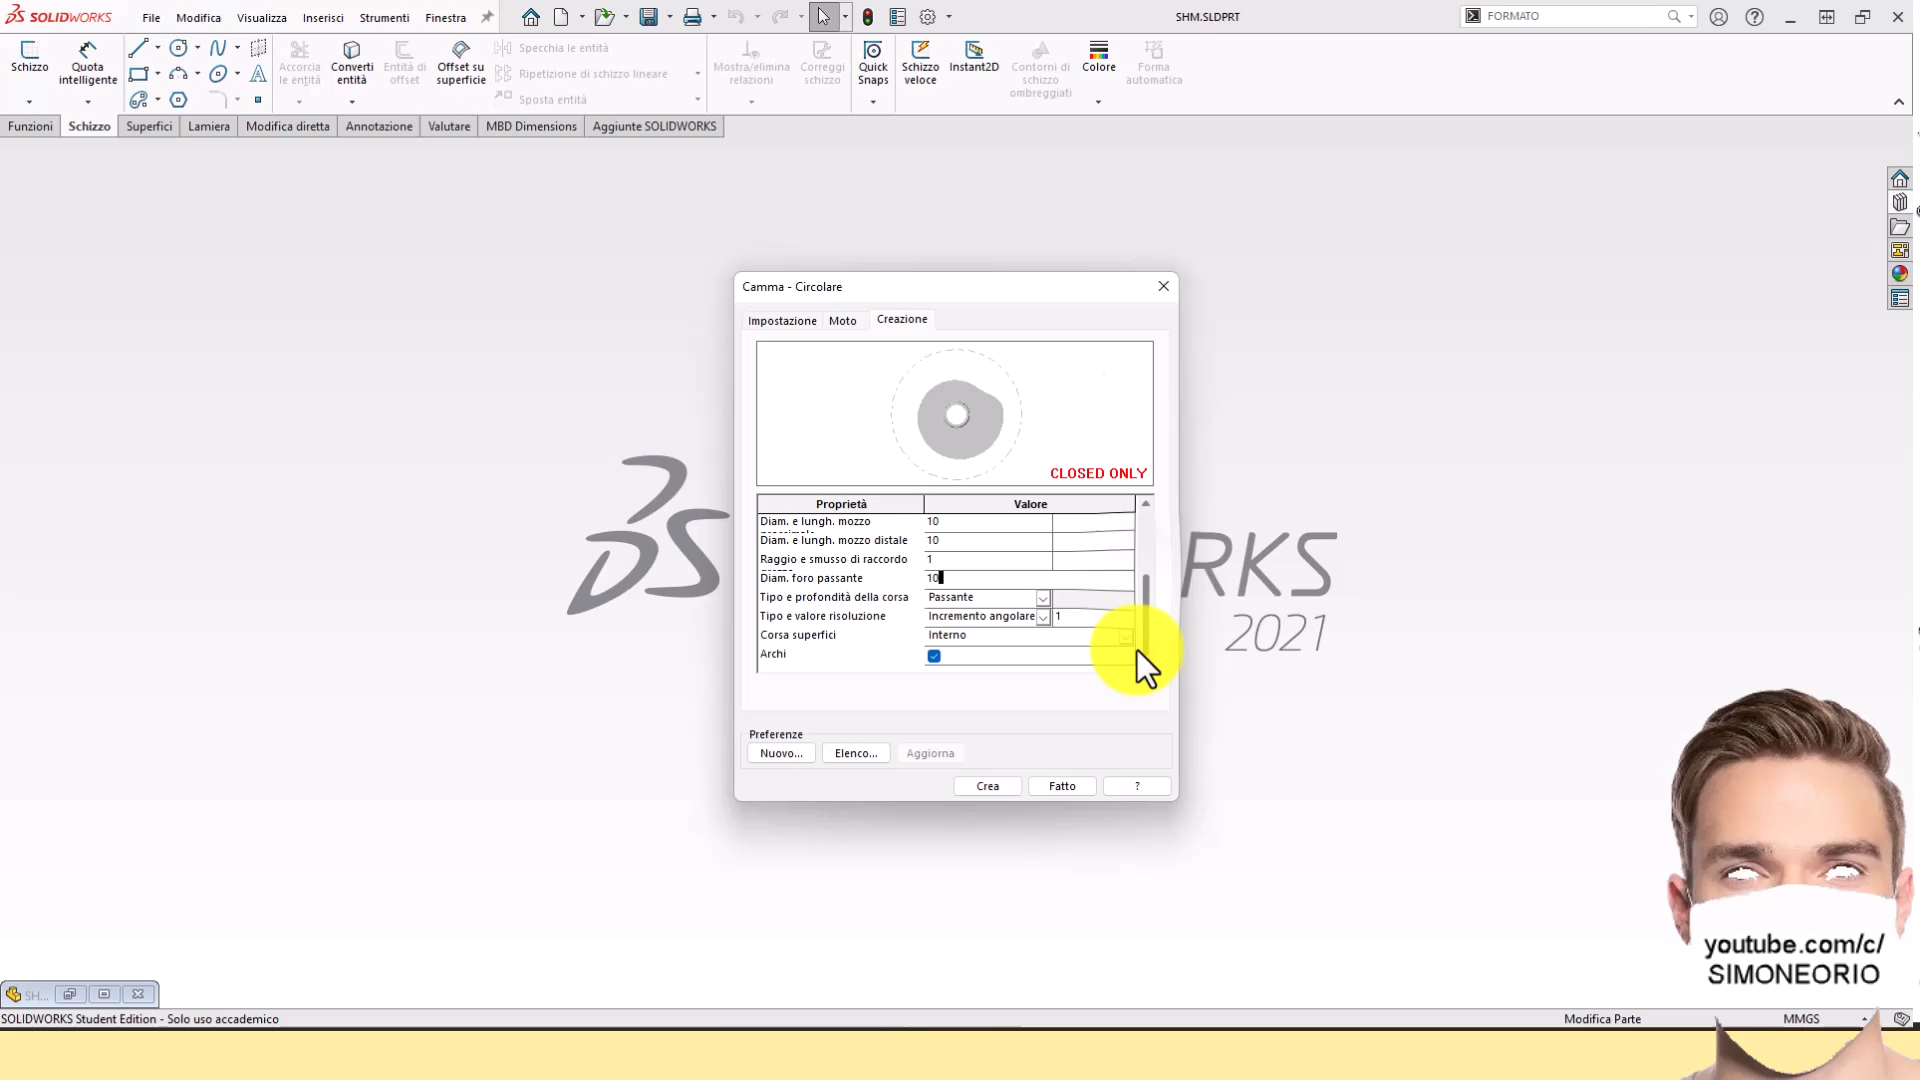 SOLIDWORKS
File
Modifica
Visualizza
Inserisci
Strumenti
Finestra
SHM.SLDPRT
FORMATO
Schizzo
Quota intelligente
Accorcia le entità
Converti entità
Entità di offset
Offset su superficie
Specchia le entità
Ripetizione di schizzo lineare
Sposta entità
Mostra/elimina relazioni
Correggi schizzo
Quick Snaps
Schizzo veloce
Instant2D
Contorni di schizzo ombreggiati
Colore
Forma automatica
Funzioni
Schizzo
Superfici
Lamiera
Modifica diretta
Annotazione
Valutare
MBD Dimensions
Aggiunte SOLIDWORKS
Camma - Circolare
Impostazione
Moto
Creazione
CLOSED ONLY
Proprietà Valore
Diam. e lungh. mozzo 10
Diam. e lungh. mozzo distale 10
Raggio e smusso di raccordo 1
Diam. foro passante 10
Tipo e profondità della corsa Passante
Tipo e valore risoluzione Incremento angolare 1
Corsa superfici Interno
Archi
Preferenze
Nuovo...
Elenco...
Aggiorna
Crea
Fatto
?
RKS
2021
youtube.com/c/
SIMONEORIO
SH...
SOLIDWORKS Student Edition - Solo uso accademico
Modifica Parte
MMGS